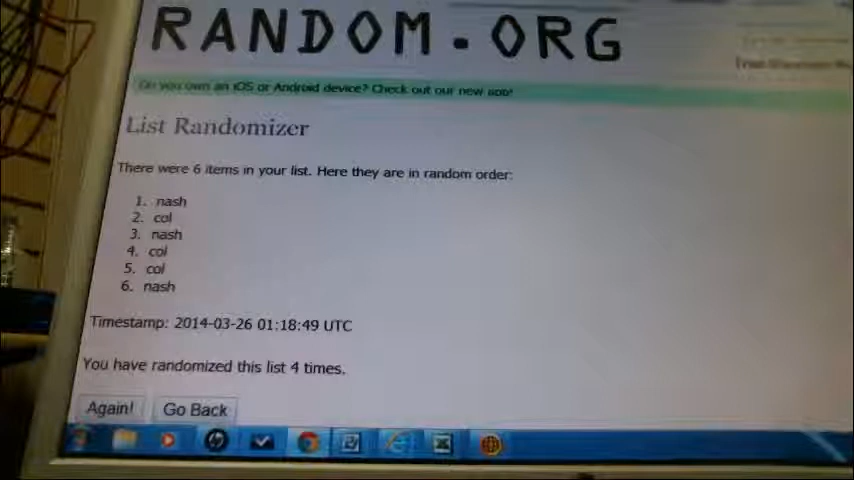 RANDOM.ORG
Do you own an iOS or Android device? Check out our new app!
List Randomizer
There were 6 items in your list. Here they are in random order:
1. nash
2. col
3. nash
4. col
5. col
6. nash
Timestamp: 2014-03-26 01:18:49 UTC
You have randomized this list 4 times.
Again! Go Back